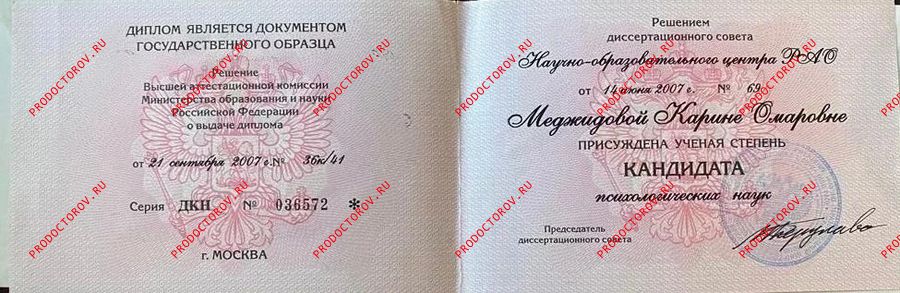 ДИПЛОМ ЯВЛЯЕТСЯ ДОКУМЕНТОМ
ГОСУДАРСТВЕННОГО ОБРАЗЦА
Решение
Высшей аттестационной комиссии
Министерства образования и науки
Российской Федерации
о выдаче диплома
от 21 сентября 2007 г. № 36к/41
Серия ДКН № 036572 *
г. МОСКВА
Решением
диссертационного совета
Научно-образовательного центра РАО
от 14 июня 2007 г. № 69
Меджидовой Карине Омаровне
ПРИСУЖДЕНА УЧЕНАЯ СТЕПЕНЬ
КАНДИДАТА
психологических наук
Председатель
диссертационного совета
PRODOCTOROV.RU